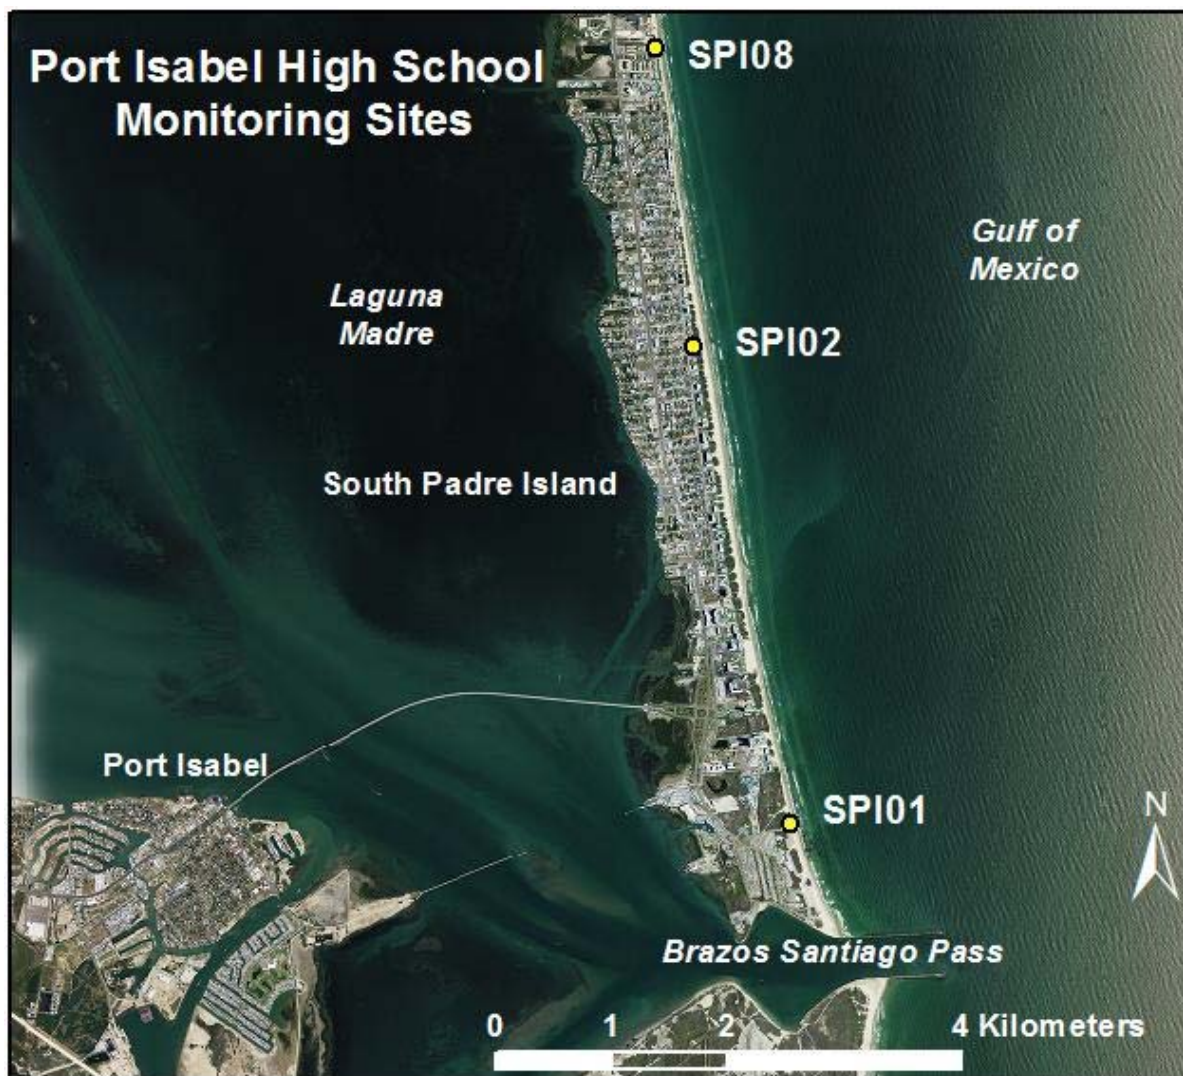 Port Isabel High School
Monitoring Sites
SPI08
Gulf of
Mexico
Laguna
Madre
SPI02
South Padre Island
Port Isabel
SPI01
N
Brazos Santiago Pass
0 1 2 4 Kilometers